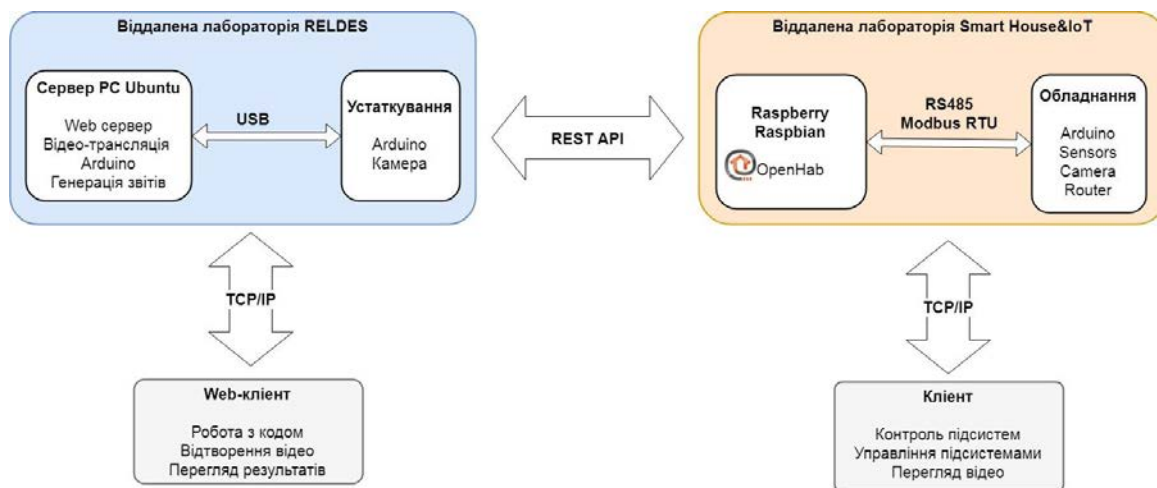 Віддалена лабораторія RELDES
Сервер PC Ubuntu
Web сервер
Відео-трансляція
Arduino
Генерація звітів
USB
Устаткування
Arduino
Камера
REST API
Віддалена лабораторія Smart House&IoT
Raspberry
Raspbian
OpenHab
RS485
Modbus RTU
Обладнання
Arduino
Sensors
Camera
Router
TCP/IP
TCP/IP
Web-клієнт
Робота з кодом
Відтворення відео
Перегляд результатів
Кліент
Контроль підсистем
Управління підсистемами
Перегляд відео